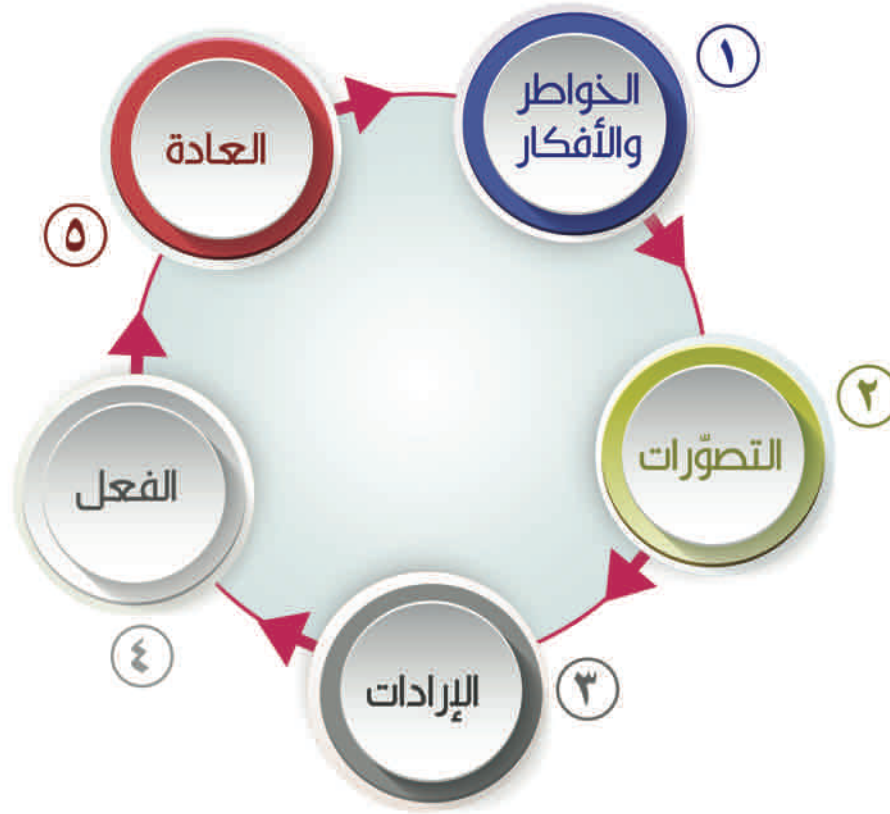 ١
الخواطر
والأفكار
٢
التصوّرات
٣
الإرادات
٤
الفعل
٥
العادة